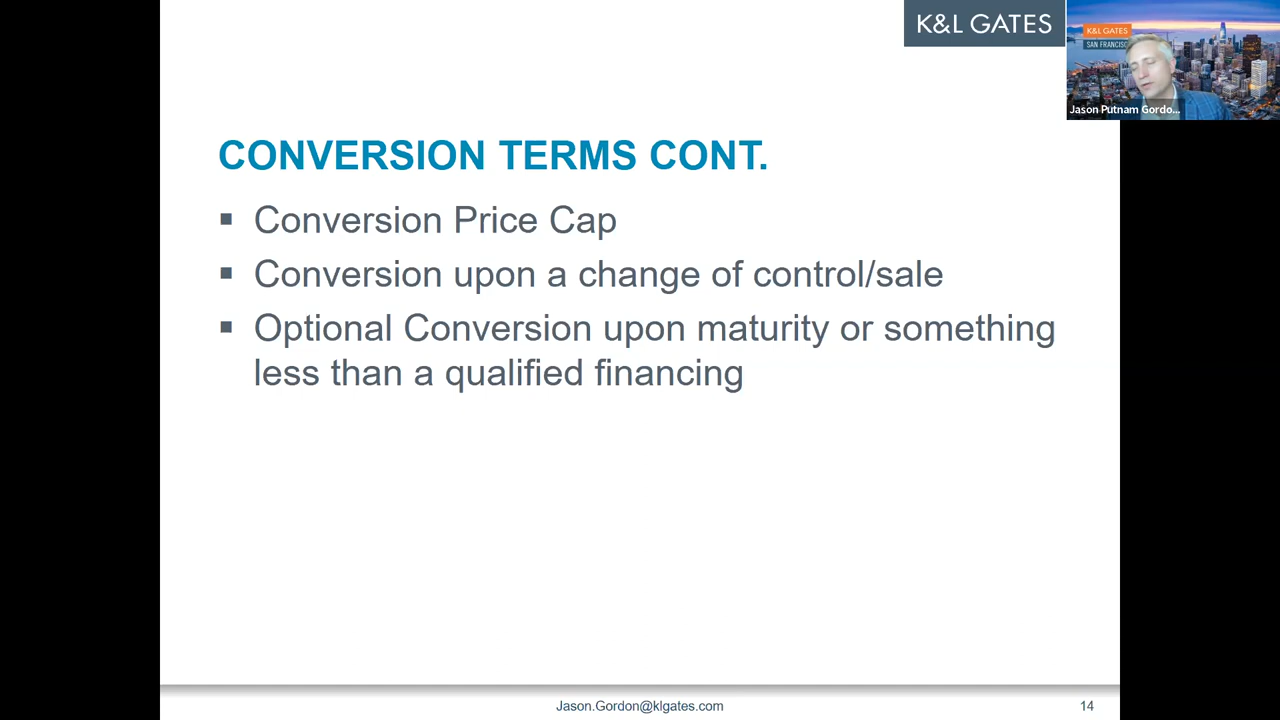 K&L GATES
K&L GATES
SAN FRANCISC
Jason Putnam Gordo...
CONVERSION TERMS CONT.
▪ Conversion Price Cap
▪ Conversion upon a change of control/sale
▪ Optional Conversion upon maturity or something
less than a qualified financing
Jason.Gordon@klgates.com
14